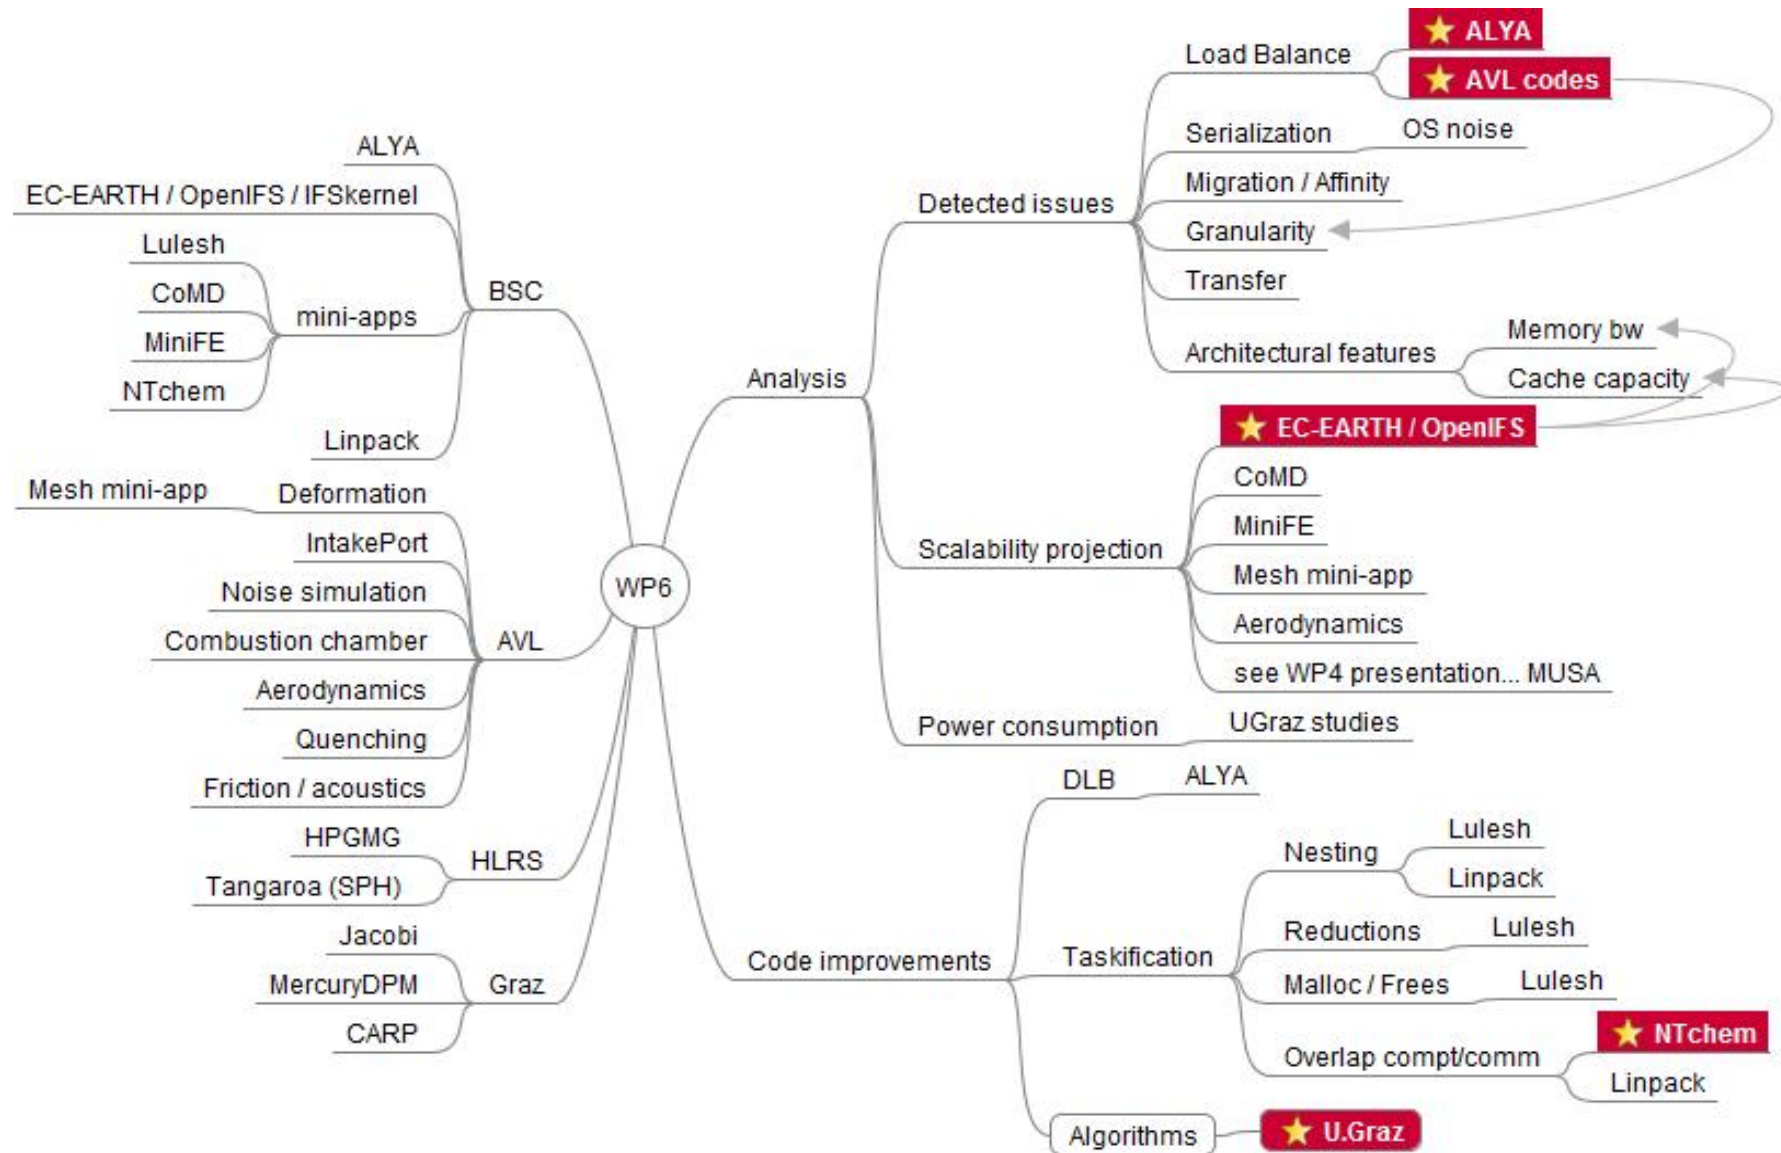 ALYA
EC-EARTH / OpenIFS / IFSkernel
Lulesh
CoMD
MiniFE
NTchem
mini-apps
Linpack
BSC
Mesh mini-app
Deformation
IntakePort
Noise simulation
Combustion chamber
Aerodynamics
Quenching
Friction / acoustics
AVL
HPGMG
Tangaroa (SPH)
HLRS
Jacobi
MercuryDPM
CARP
Graz
WP6
Analysis
Detected issues
Load Balance
ALYA
AVL codes
Serialization
OS noise
Migration / Affinity
Granularity
Transfer
Architectural features
Memory bw
Cache capacity
Scalability projection
EC-EARTH / OpenIFS
CoMD
MiniFE
Mesh mini-app
Aerodynamics
see WP4 presentation... MUSA
Power consumption
UGraz studies
Code improvements
DLB
ALYA
Taskification
Nesting
Lulesh
Linpack
Reductions
Lulesh
Malloc / Frees
Lulesh
Overlap compt/comm
NTchem
Linpack
Algorithms
U.Graz